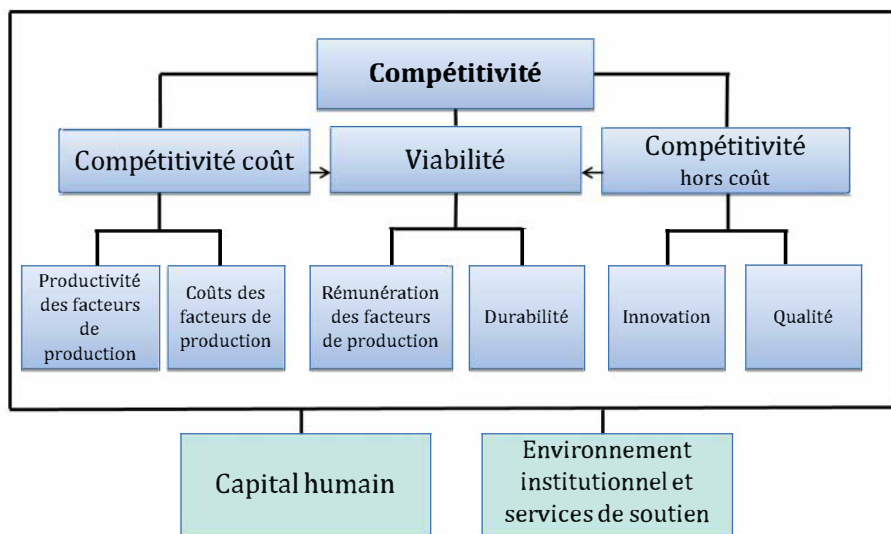 Compétitivité
Compétitivité coût
Viabilité
Compétitivité
hors coût
Productivité
des facteurs
de
production
Coûts des
facteurs de
production
Rémunération
des facteurs
de production
Durabilité
Innovation
Qualité
Capital humain
Environnement
institutionnel et
services de soutien